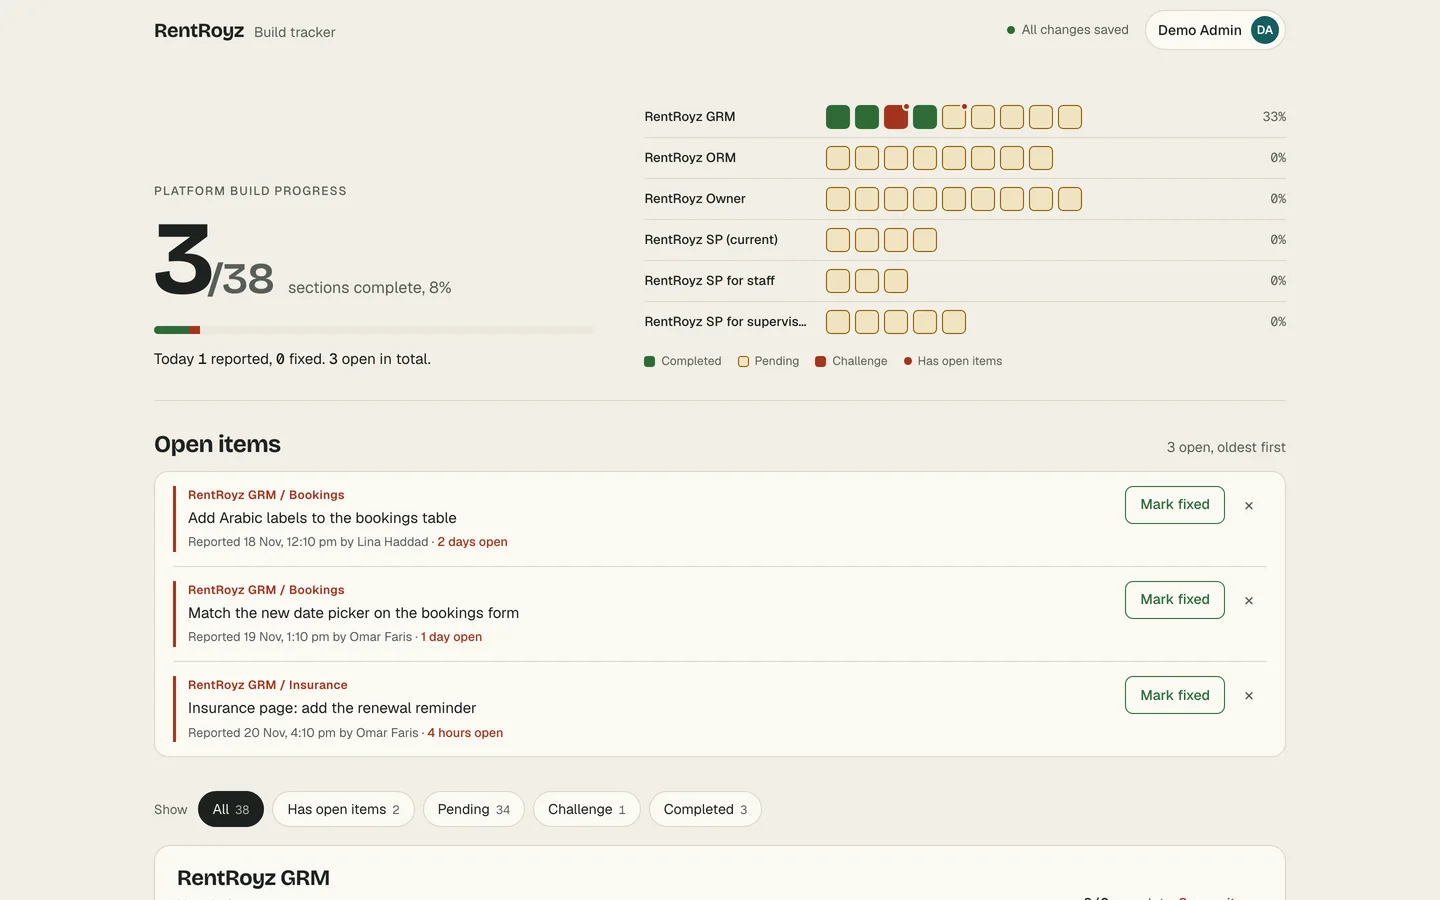 RentRoyz Build tracker
All changes saved
Demo Admin DA
PLATFORM BUILD PROGRESS
3/38 sections complete, 8%
Today 1 reported, 0 fixed. 3 open in total.
RentRoyz GRM 33%
RentRoyz ORM 0%
RentRoyz Owner 0%
RentRoyz SP (current) 0%
RentRoyz SP for staff 0%
RentRoyz SP for supervis... 0%
Completed Pending Challenge Has open items
Open items
3 open, oldest first
RentRoyz GRM / Bookings
Add Arabic labels to the bookings table
Reported 18 Nov, 12:10 pm by Lina Haddad · 2 days open
Mark fixed ×
RentRoyz GRM / Bookings
Match the new date picker on the bookings form
Reported 19 Nov, 1:10 pm by Omar Faris · 1 day open
Mark fixed ×
RentRoyz GRM / Insurance
Insurance page: add the renewal reminder
Reported 20 Nov, 4:10 pm by Omar Faris · 4 hours open
Mark fixed ×
Show All 38 Has open items 2 Pending 34 Challenge 1 Completed 3
RentRoyz GRM